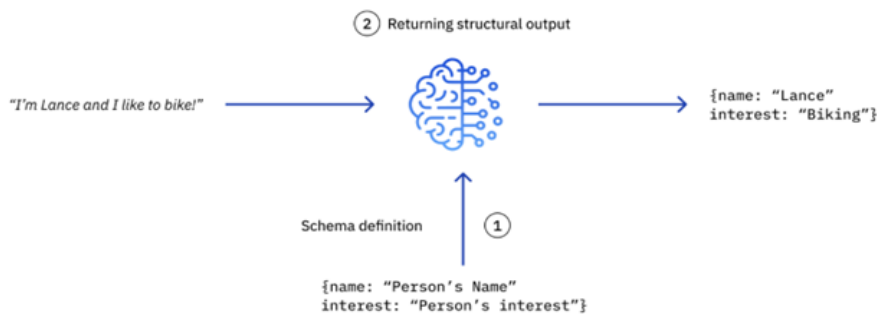 2 Returning structural output
“I’m Lance and I like to bike!”
{name: “Lance”
interest: “Biking”}
Schema definition
1
{name: “Person’s Name”
interest: “Person’s interest”}